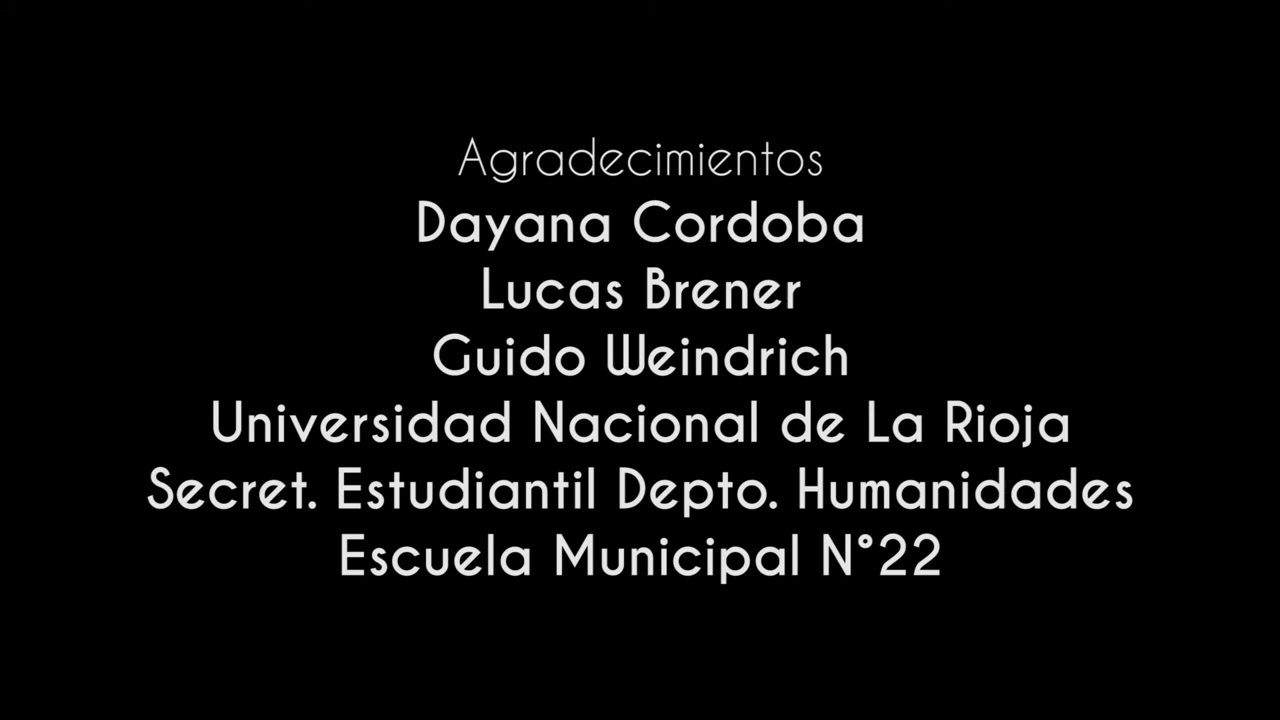 Agradecimientos
Dayana Cordoba
Lucas Brener
Guido Weindrich
Universidad Nacional de La Rioja
Secret. Estudiantil Depto. Humanidades
Escuela Municipal N°22